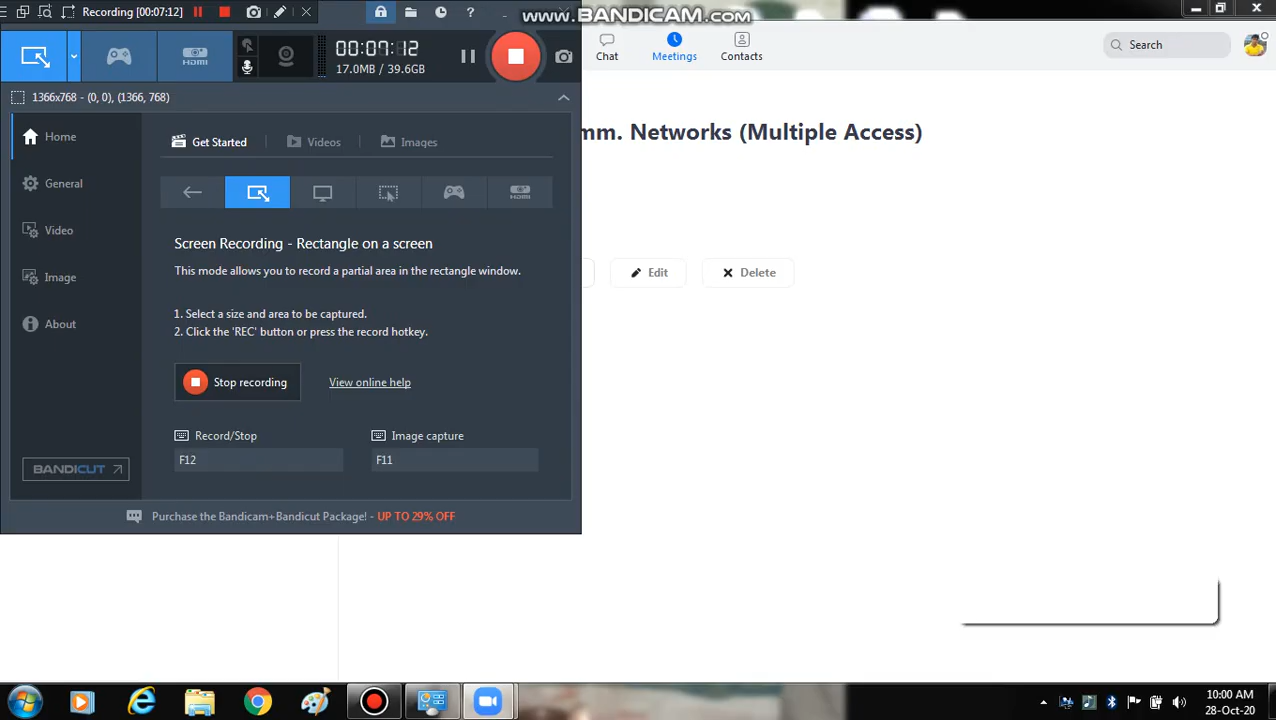 Recording [00:07:12]
www.BANDICAM.com
00:07:12
17.0MB / 39.6GB
HDMI
Chat
Meetings
Contacts
Search
1366x768 - (0, 0), (1366, 768)
Home
General
Video
Image
About
BANDICUT
Get Started
Videos
Images
HDMI
Screen Recording - Rectangle on a screen
This mode allows you to record a partial area in the rectangle window.
1. Select a size and area to be captured.
2. Click the 'REC' button or press the record hotkey.
Stop recording
View online help
Record/Stop
Image capture
F12
F11
Purchase the Bandicam+Bandicut Package! - UP TO 29% OFF
mm. Networks (Multiple Access)
Edit
Delete
10:00 AM
28-Oct-20